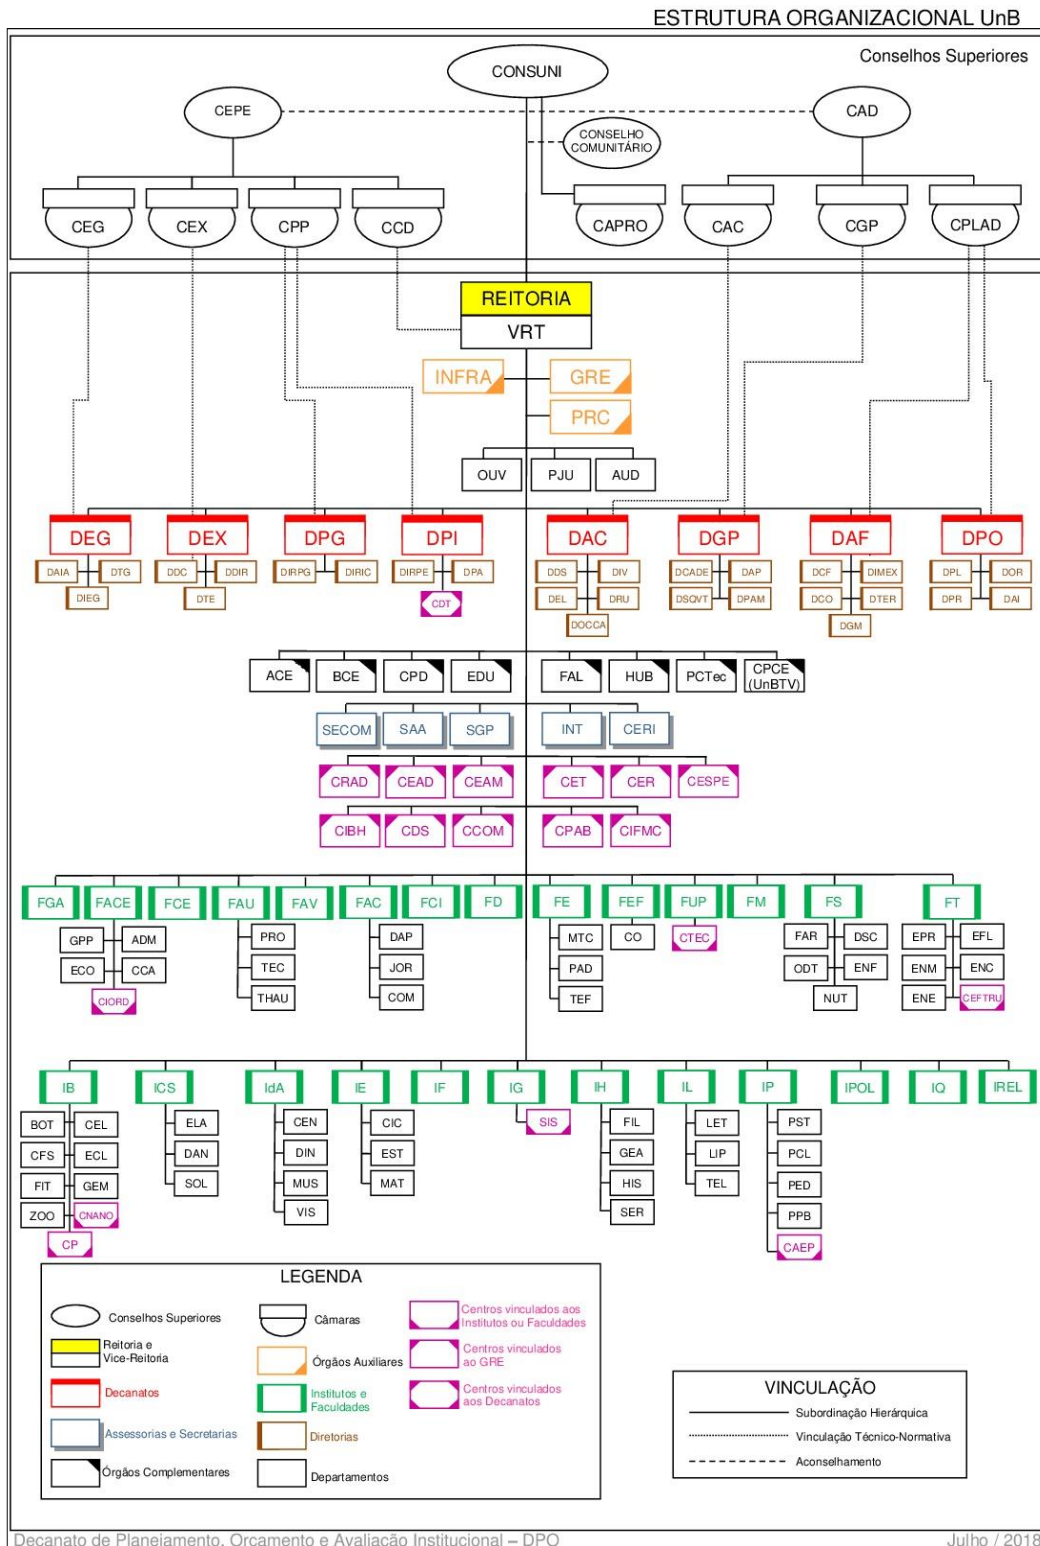 ESTRUTURA ORGANIZACIONAL UnB
Conselhos Superiores
CONSUNI
CEPE
CAD
CONSELHO
COMUNITÁRIO
CEG
CEX
CPP
CCD
CAPRO
CAC
CGP
CPLAD
REITORIA
VRT
INFRA
GRE
PRC
OUV
PJU
AUD
DEG
DEX
DPG
DPI
DAC
DGP
DAF
DPO
DAIA
DTG
DDC
DDIR
DIRPG
DIRIC
DIRPE
DPA
DDS
DIV
DCADE
DAP
DCF
DIMEX
DPL
DOR
DIEG
DTE
CDT
DEL
DRU
DSQVT
DPAM
DCO
DTER
DPR
DAI
DOCCA
DGM
ACE
BCE
CPD
EDU
FAL
HUB
PCTec
CPCE
(UnBTV)
SECOM
SAA
SGP
INT
CERI
CRAD
CEAD
CEAM
CET
CER
CESPE
CIBH
CDS
CCOM
CPAB
CIFMC
FGA
FACE
FCE
FAU
FAV
FAC
FCI
FD
FE
FEF
FUP
FM
FS
FT
GPP
ADM
PRO
DAP
MTC
CO
CTEC
FAR
DSC
EPR
EFL
ECO
CCA
TEC
JOR
PAD
ODT
ENF
ENM
ENC
CIORD
THAU
COM
TEF
NUT
ENE
CEFTRU
IB
ICS
IdA
IE
IF
IG
IH
IL
IP
IPOL
IQ
IREL
BOT
CEL
ELA
CEN
CIC
SIS
FIL
LET
PST
CFS
ECL
DAN
DIN
EST
GEA
LIP
PCL
FIT
GEM
SOL
MUS
MAT
HIS
TEL
PED
ZOO
CNANO
VIS
SER
PPB
CP
CAEP
LEGENDA
Conselhos Superiores
Câmaras
Centros vinculados aos
Institutos ou Faculdades
Reitoria e
Vice-Reitoria
Órgãos Auxiliares
Centros vinculados
ao GRE
Decanatos
Institutos e
Faculdades
Centros vinculados
aos Decanatos
Assessorias e Secretarias
Diretorias
Órgãos Complementares
Departamentos
VINCULAÇÃO
Subordinação Hierárquica
Vinculação Técnico-Normativa
Aconselhamento
Decanato de Planejamento, Orçamento e Avaliação Institucional – DPO
Julho / 2018